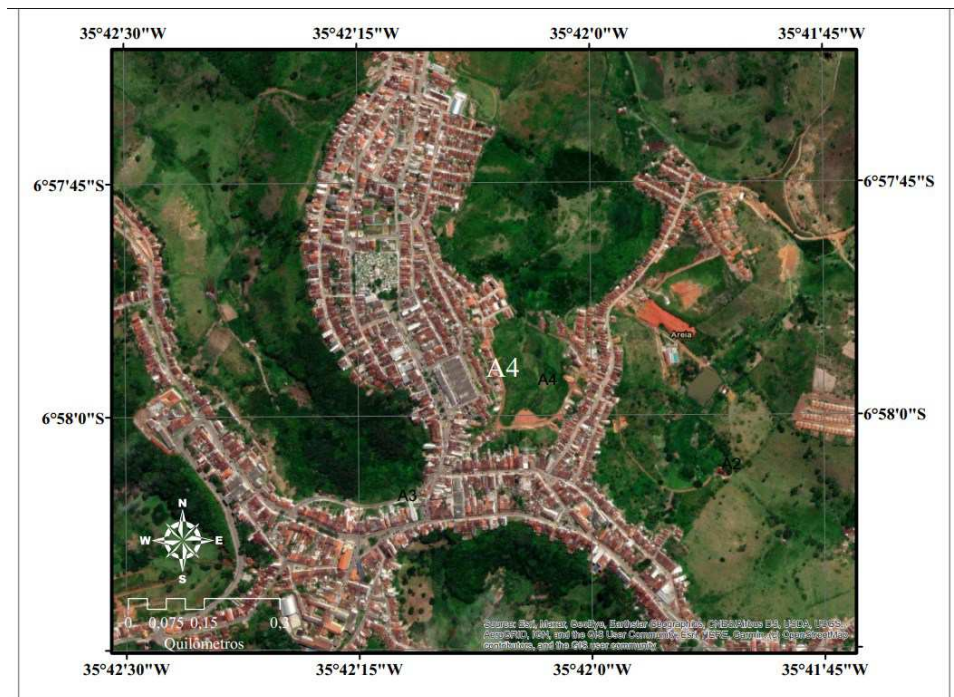 35°42'30"W 35°42'15"W 35°42'0"W 35°41'45"W
6°57'45"S 6°57'45"S
Areia
A4 A4
6°58'0"S 6°58'0"S
A2
A3
N
W E
S
0 0,075 0,15 0,3
Quilômetros
Source: Esri, Maxar, GeoEye, Earthstar Geographics, CNES/Airbus DS, USDA, USGS,
AeroGRID, IGN, and the GIS User Community, Esri, HERE, Garmin, (c) OpenStreetMap
contributors, and the GIS user community
35°42'30"W 35°42'15"W 35°42'0"W 35°41'45"W